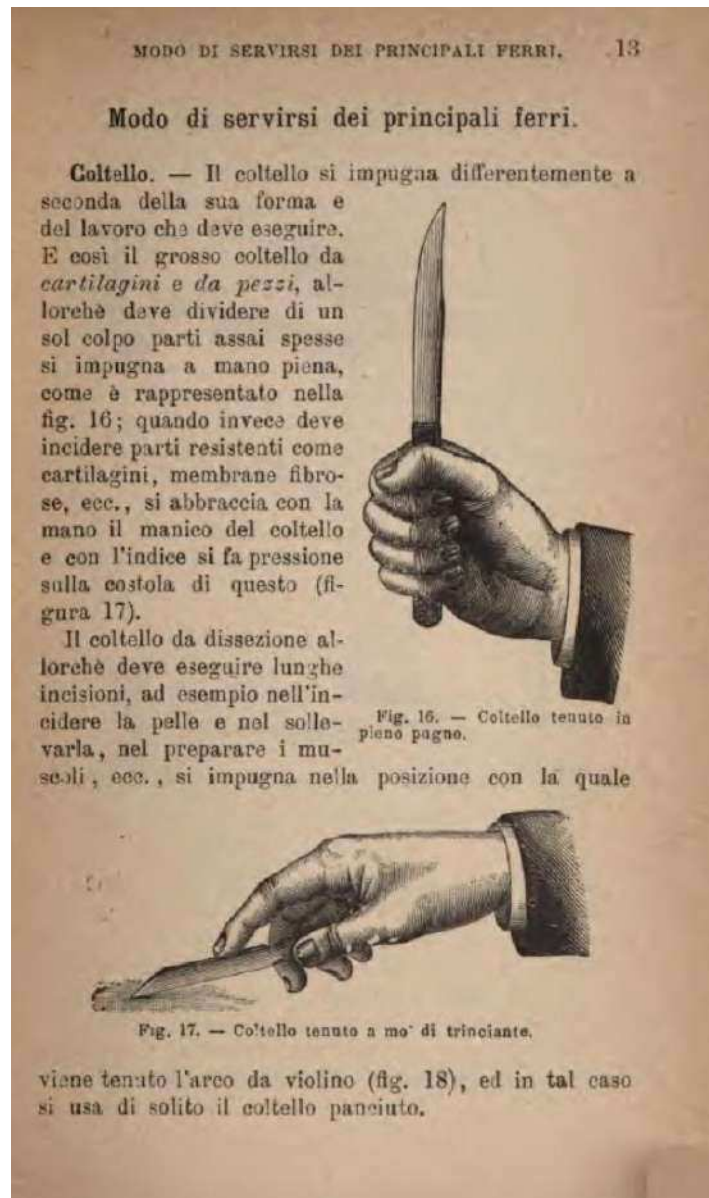 MODO DI SERVIRSI DEI PRINCIPALI FERRI. 13
Modo di servirsi dei principali ferri.
Coltello. — Il coltello si impugna differentemente a
seconda della sua forma e
del lavoro che deve eseguire.
E così il grosso coltello da
cartilagini e da pezzi, al-
lorchè deve dividere di un
sol colpo parti assai spesse
si impugna a mano piena,
come è rappresentato nella
fig. 16; quando invece deve
incidere parti resistenti come
cartilagini, membrane fibro-
se, ecc., si abbraccia con la
mano il manico del coltello
e con l'indice si fa pressione
sulla costola di questo (fi-
gura 17).
Il coltello da dissezione al-
lorchè deve eseguire lunghe
incisioni, ad esempio nell'in-
cidere la pelle e nel solle-
varla, nel preparare i mu-
scoli, ecc., si impugna nella posizione con la quale
Fig. 16. — Coltello tenuto in
pieno pugno.
Fig. 17. — Coltello tenuto a mo' di trinciante.
viene tenuto l'arco da violino (fig. 18), ed in tal caso
si usa di solito il coltello panciuto.